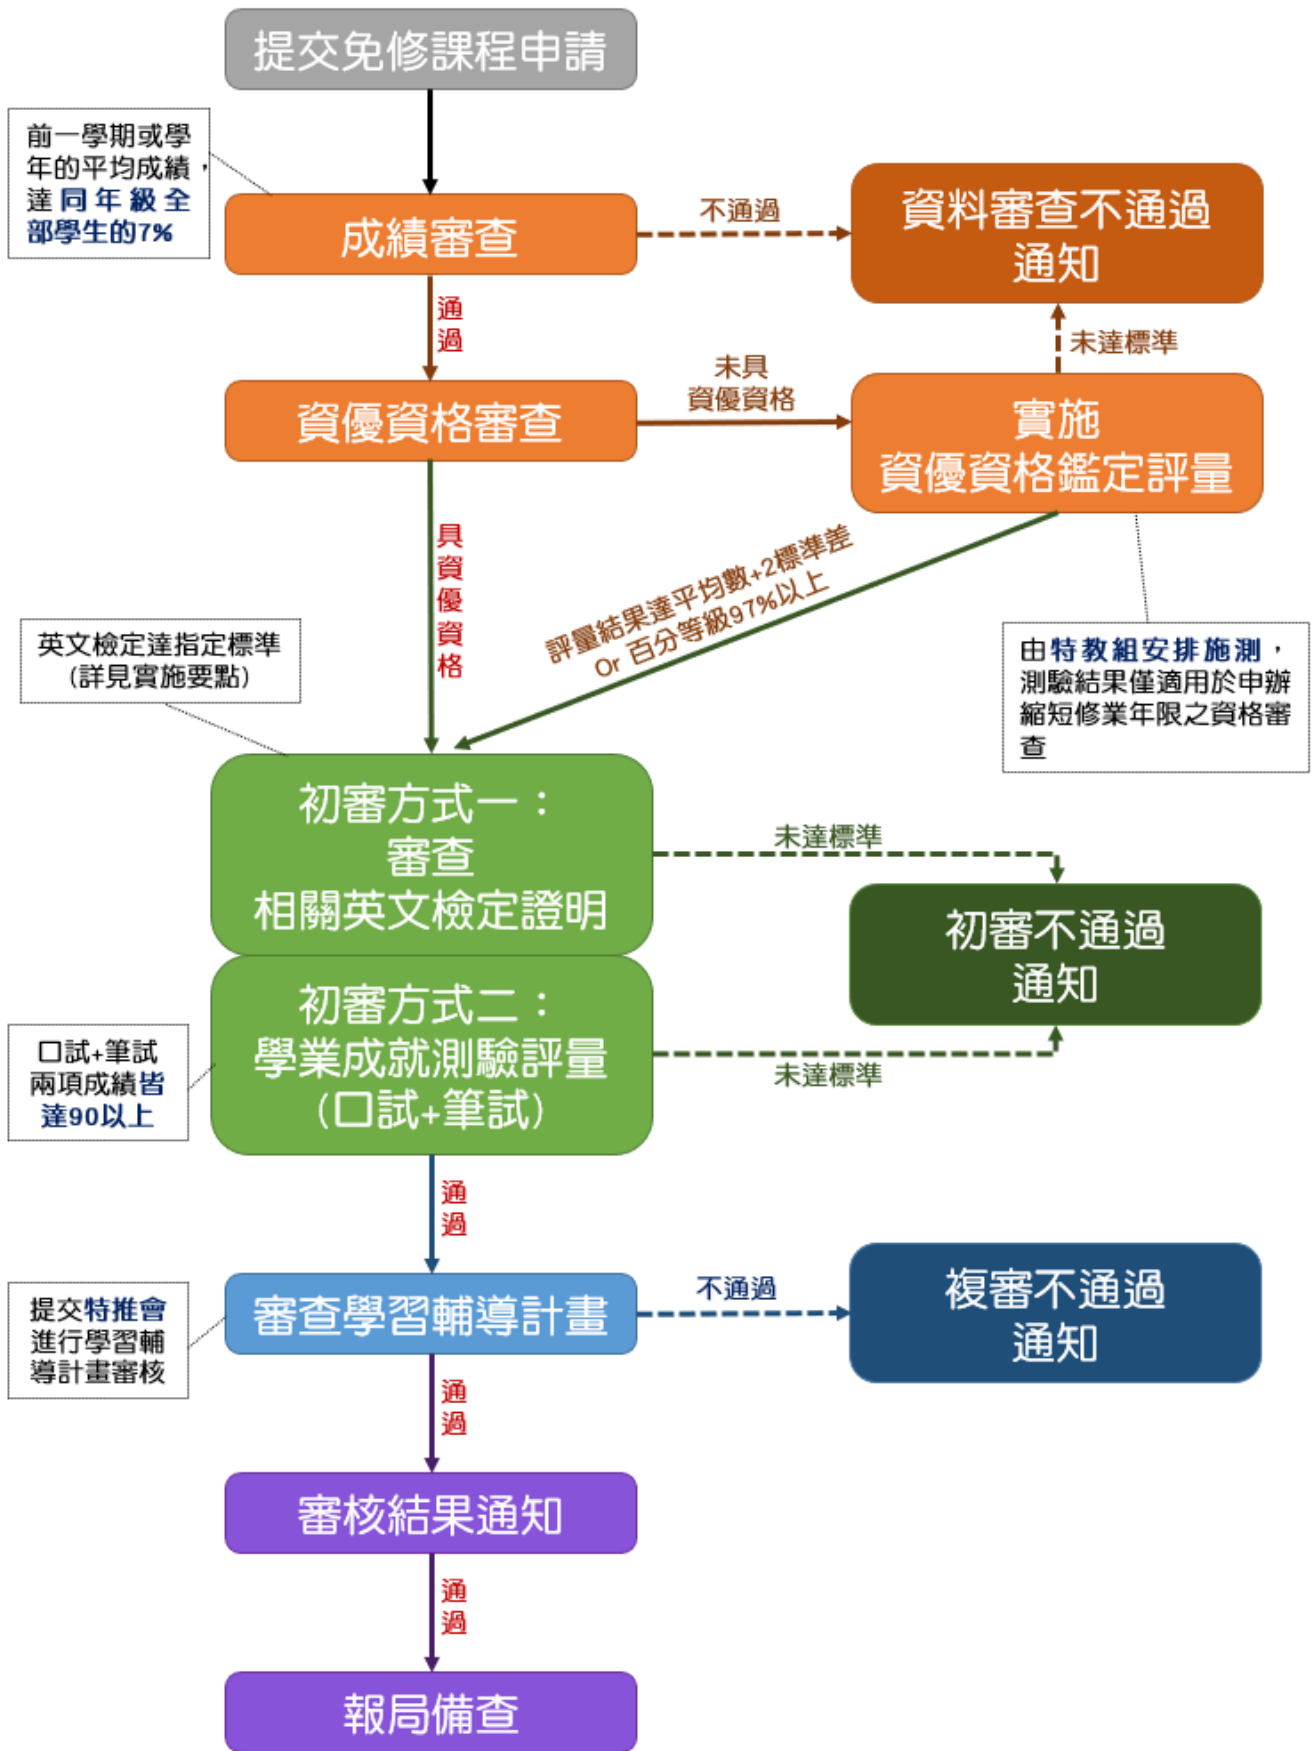 提交免修課程申請
前一學期或學
年的平均成績，
達同年級全
部學生的7%
成績審查
不通過
資料審查不通過
通知
通過
未達標準
資優資格審查
未具
資優資格
實施
資優資格鑑定評量
具資優資格
評量結果達平均數+2標準差
Or 百分等級97%以上
英文檢定達指定標準
(詳見實施要點)
由特教組安排施測，
測驗結果僅適用於申辦
縮短修業年限之資格審
查
初審方式一：
審查
相關英文檢定證明
未達標準
初審不通過
通知
初審方式二：
學業成就測驗評量
(口試+筆試)
未達標準
口試+筆試
兩項成績皆
達90以上
通過
提交特推會
進行學習輔
導計畫審核
審查學習輔導計畫
不通過
複審不通過
通知
通過
審核結果通知
通過
報局備查